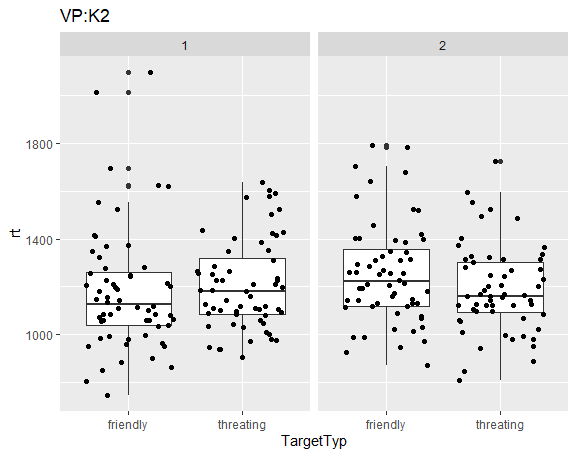 VP:K2
1 2
rt
1800
1400
1000
friendly threating friendly threating
TargetTyp